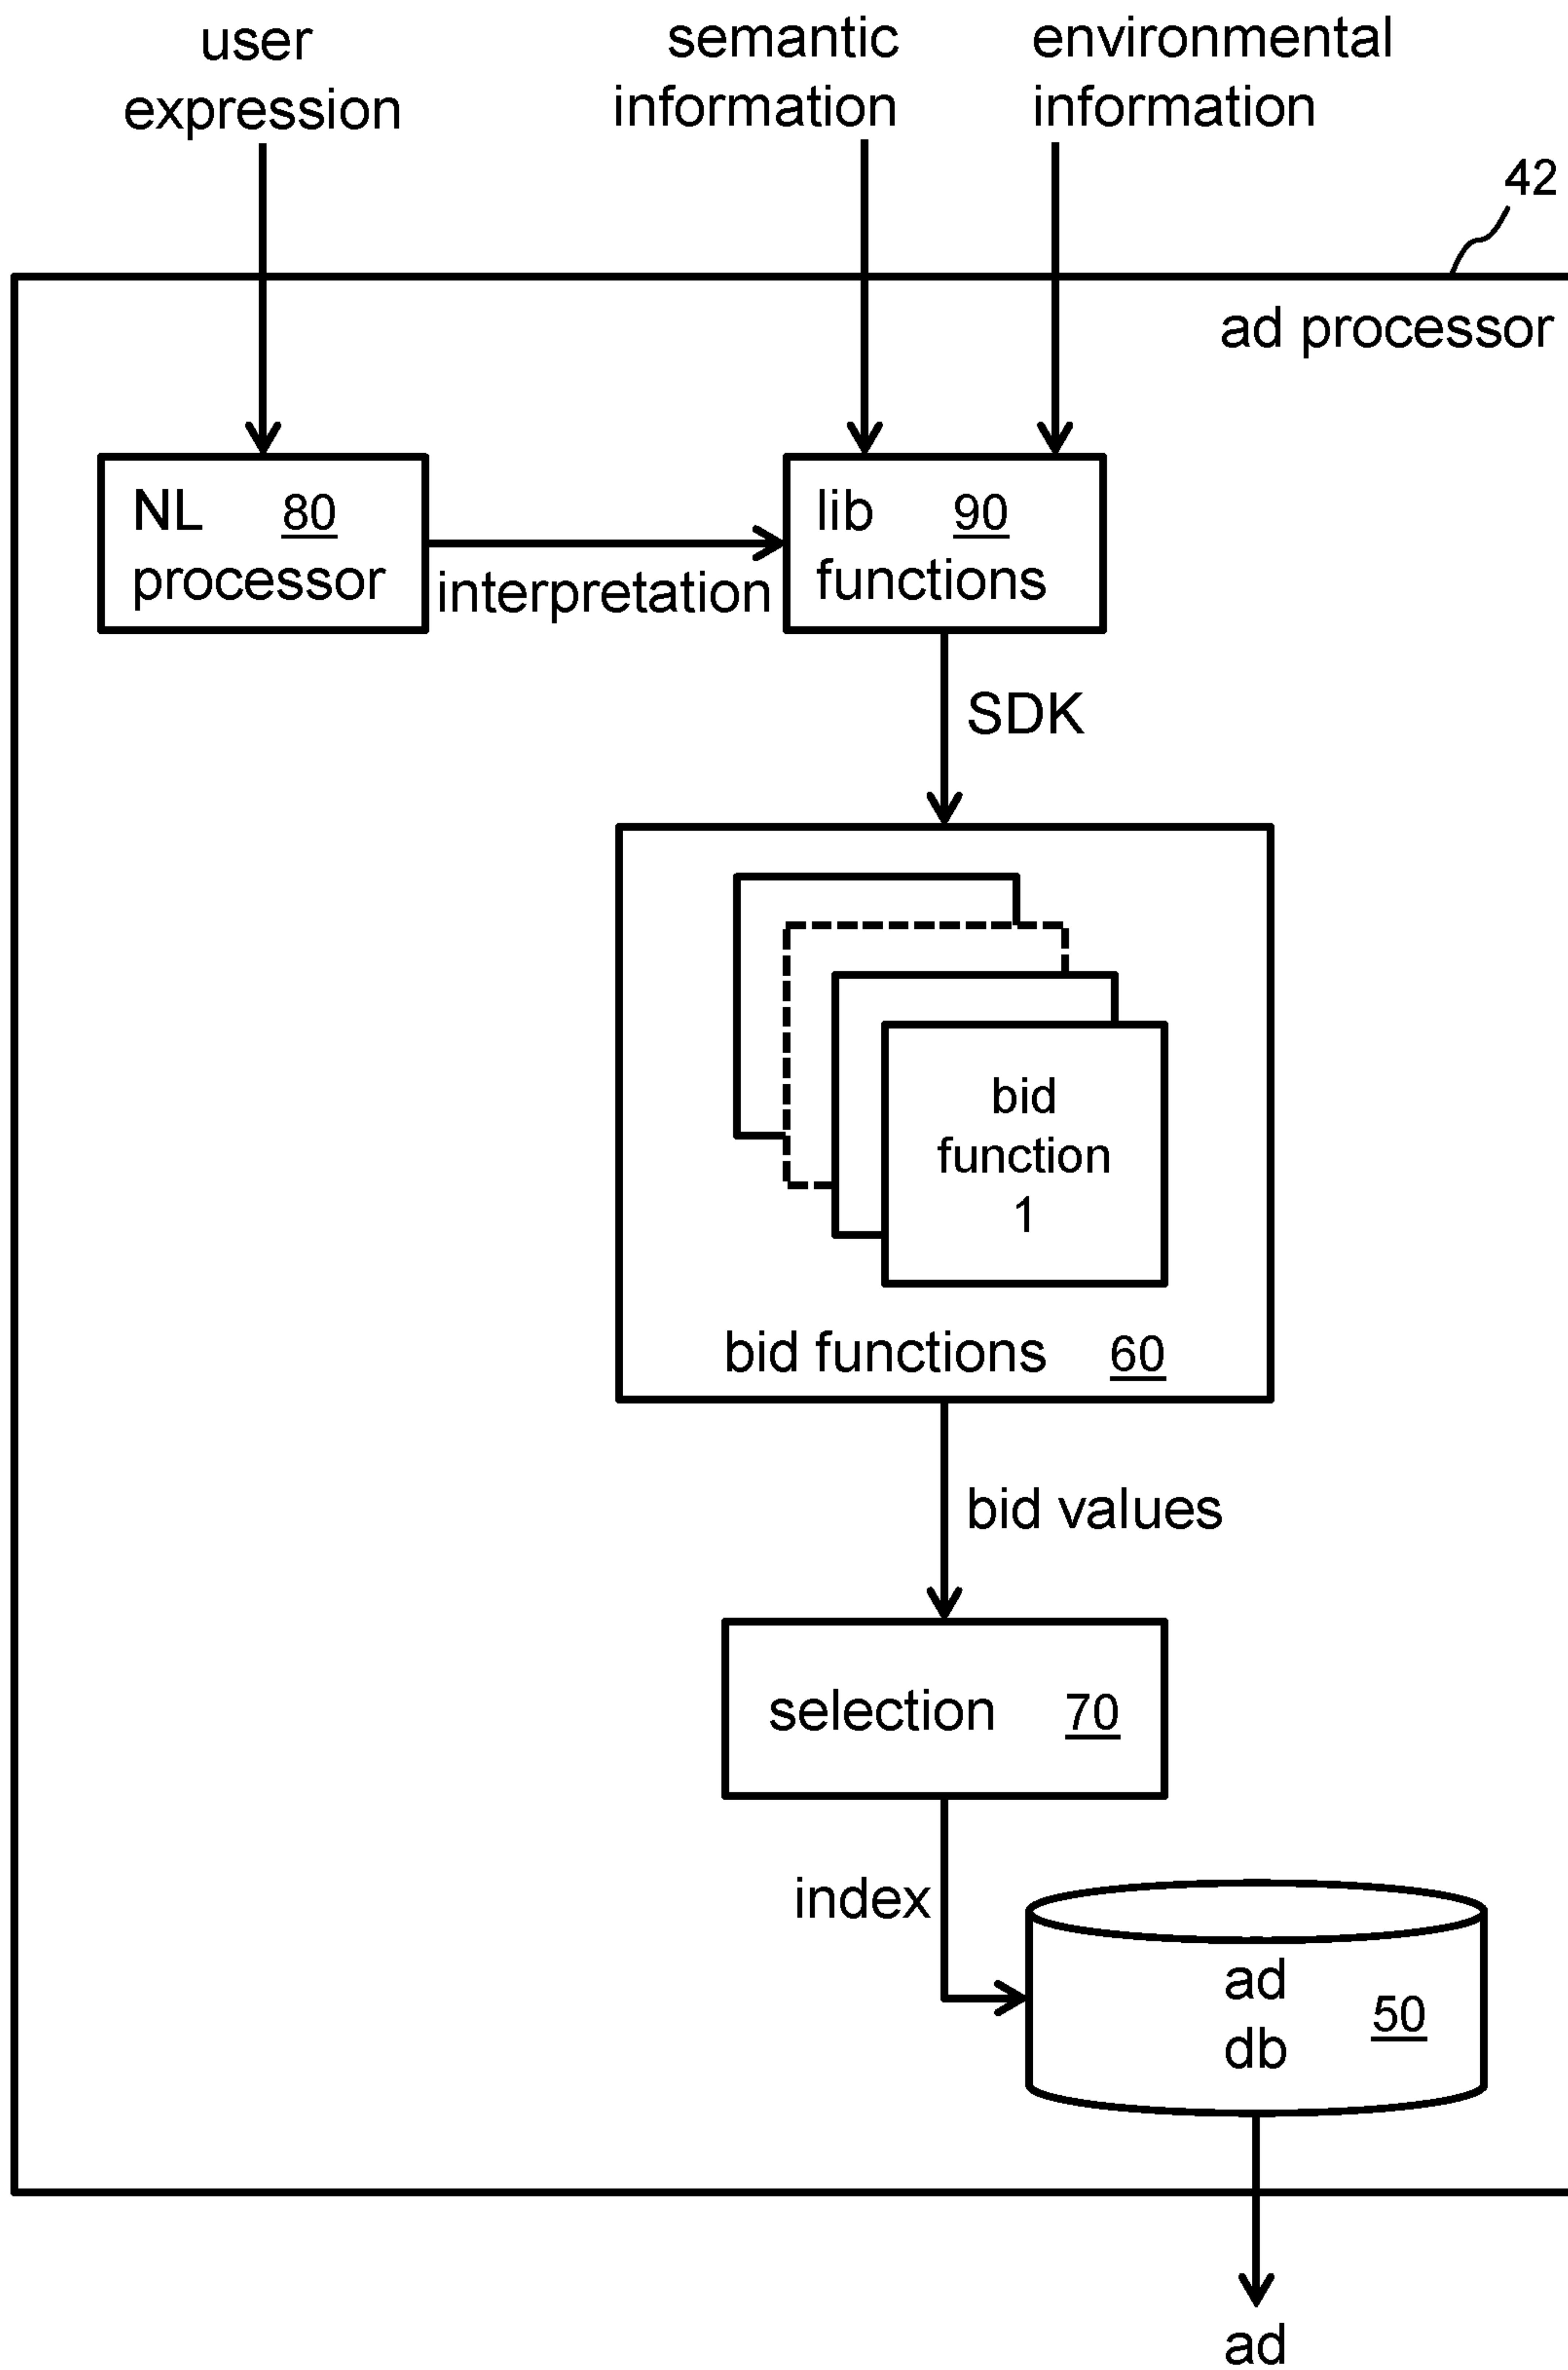 user
expression
semantic
information
environmental
information
42
ad processor
NL 80
processor
interpretation
lib 90
functions
SDK
bid
function
1
bid functions 60
bid values
selection 70
index
ad
db
50
ad